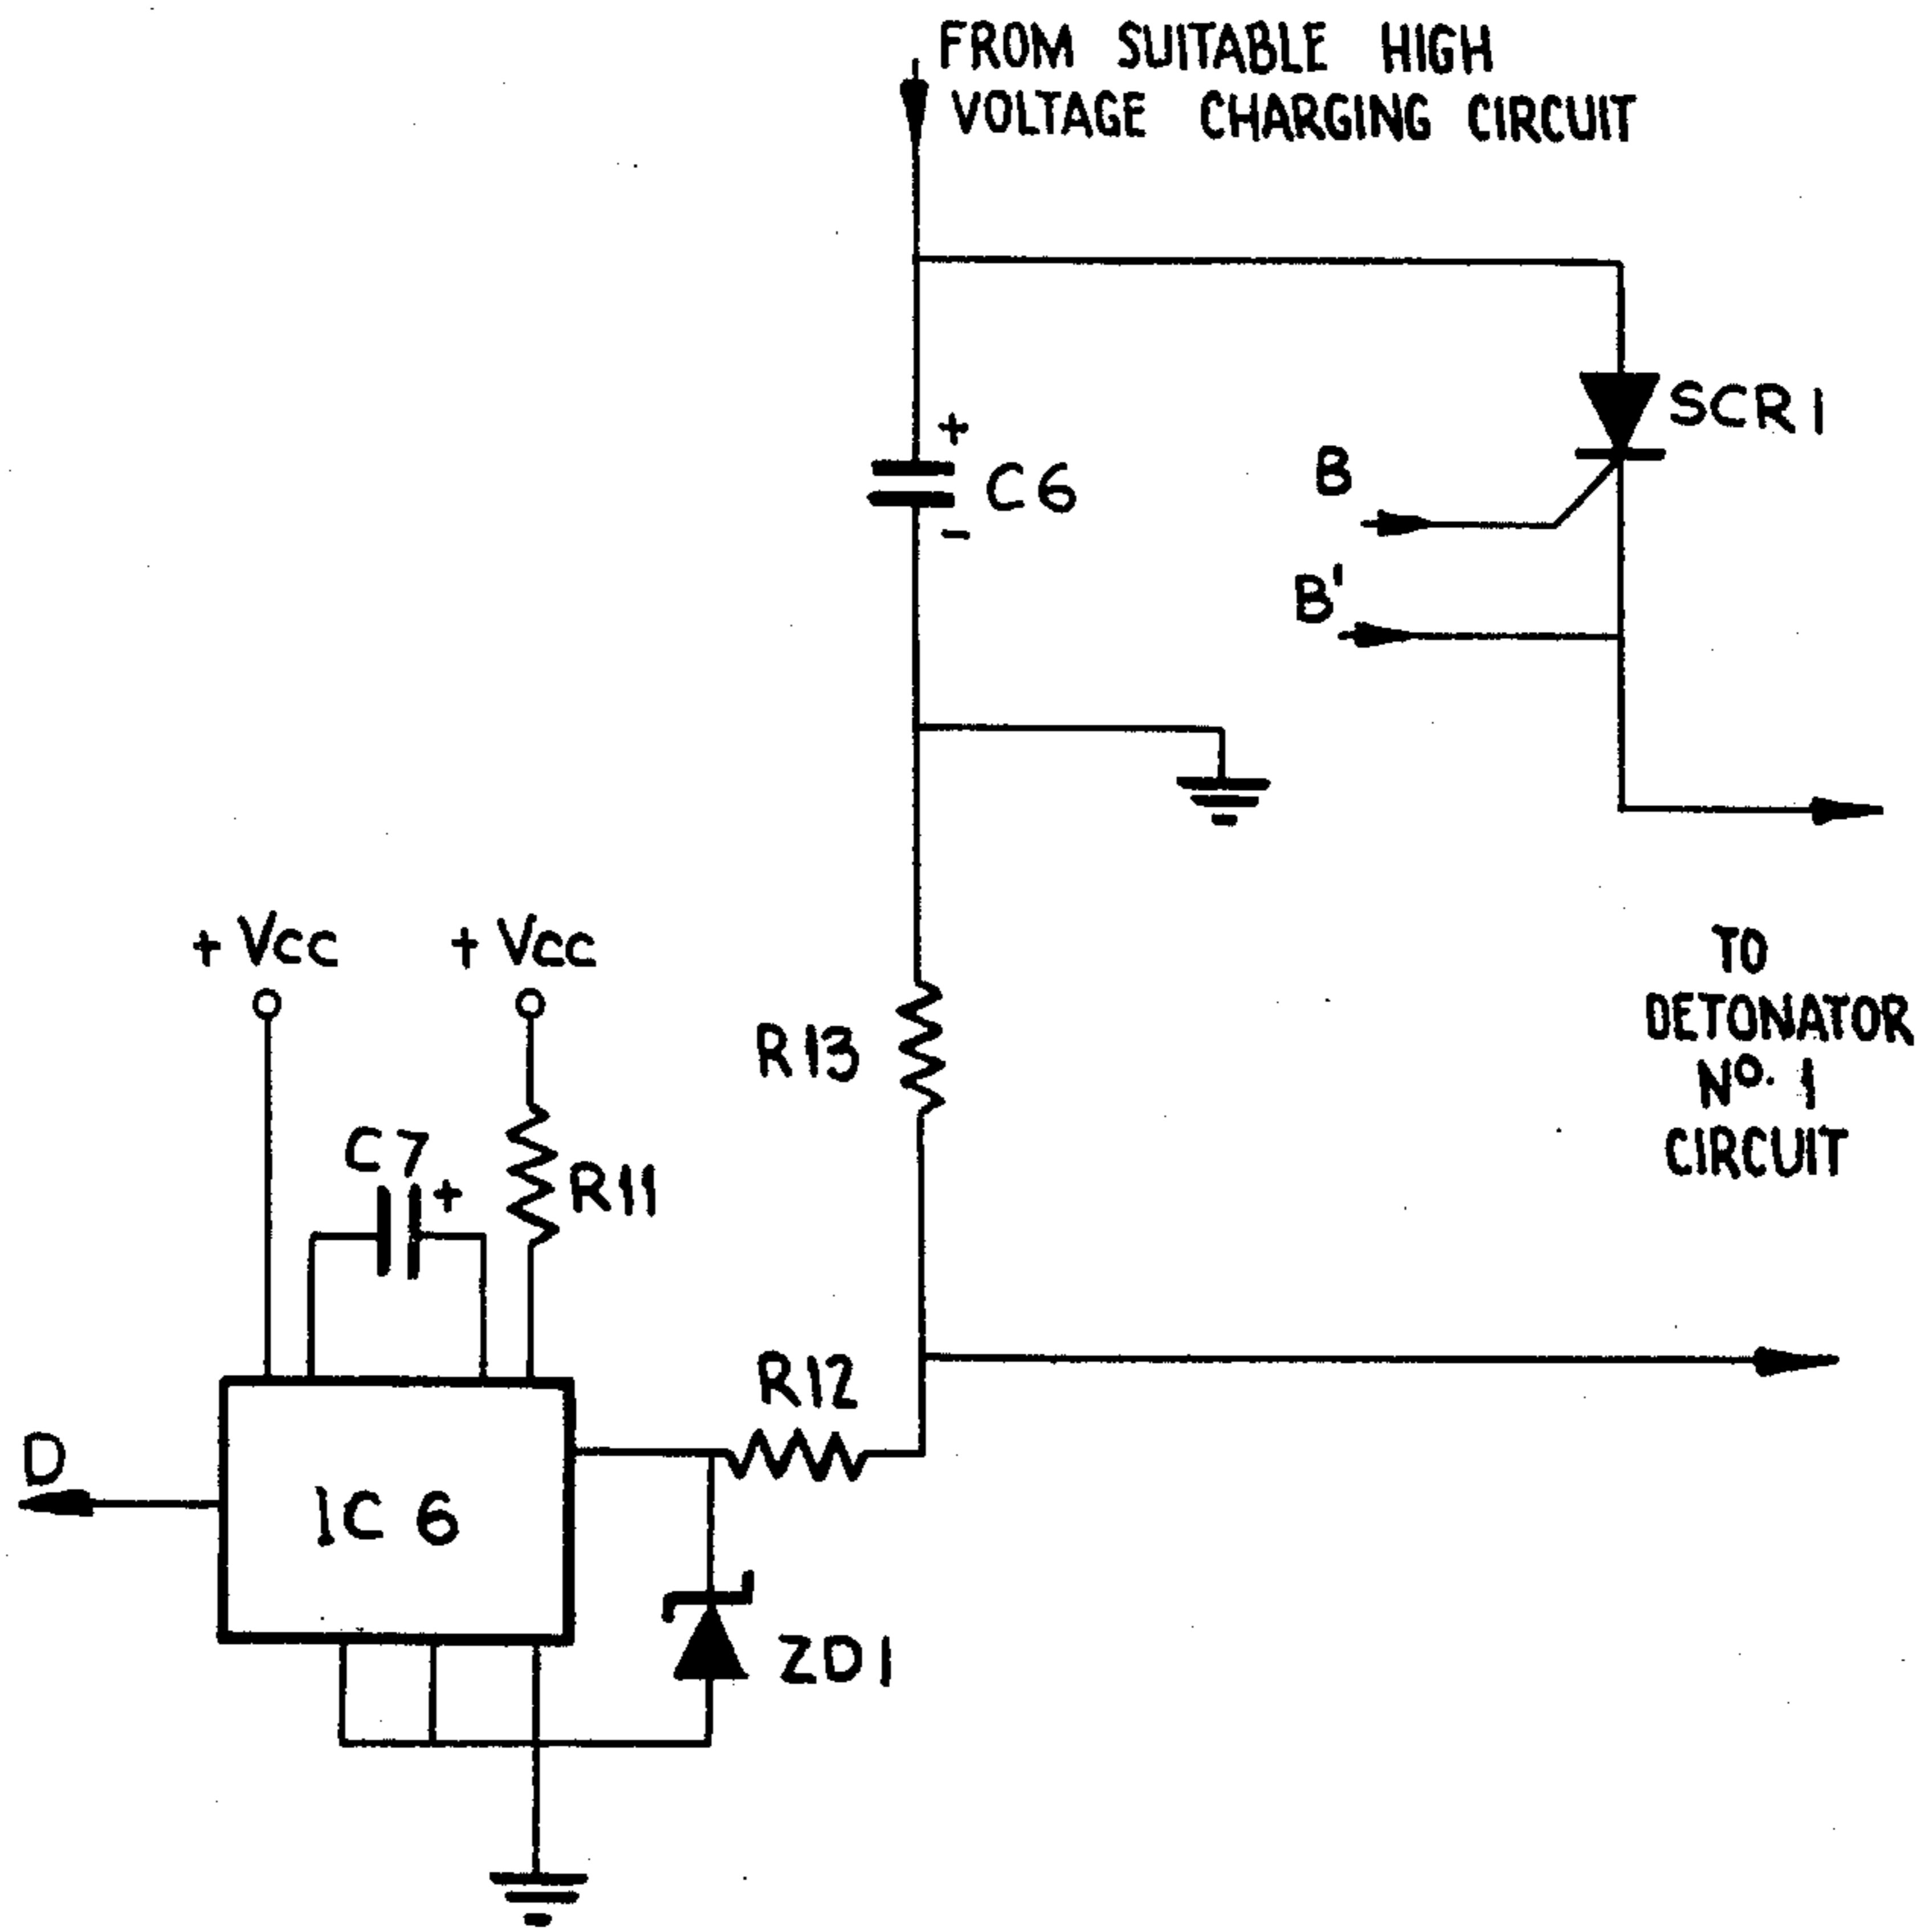 FROM SUITABLE HIGH
VOLTAGE CHARGING CIRCUIT
SCR1
+
C6
-
B
B'
+ Vcc
+ Vcc
R13
TO
DETONATOR
Nº. 1
CIRCUIT
C7
+
R11
R12
D
IC 6
ZD1